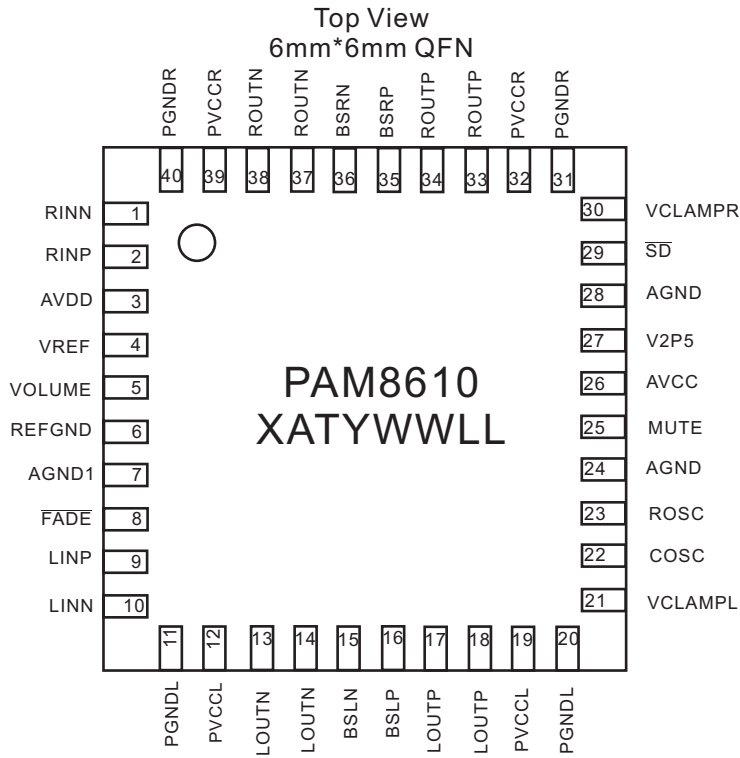 Top View
6mm*6mm QFN
PGNDR PVCCR ROUTN ROUTN BSRN BSRP ROUTP ROUTP PVCCR PGNDR
40 39 38 37 36 35 34 33 32 31
RINN 1 30 VCLAMPR
RINP 2 29 SD
AVDD 3 28 AGND
VREF 4 27 V2P5
VOLUME 5 26 AVCC
PAM8610
REFGND 6 25 MUTE
XATYWWLL
AGND1 7 24 AGND
FADE 8 23 ROSC
LINP 9 22 COSC
LINN 10 21 VCLAMPL
11 12 13 14 15 16 17 18 19 20
PGNDL PVCCL LOUTN LOUTN BSLN BSLP LOUTP LOUTP PVCCL PGNDL